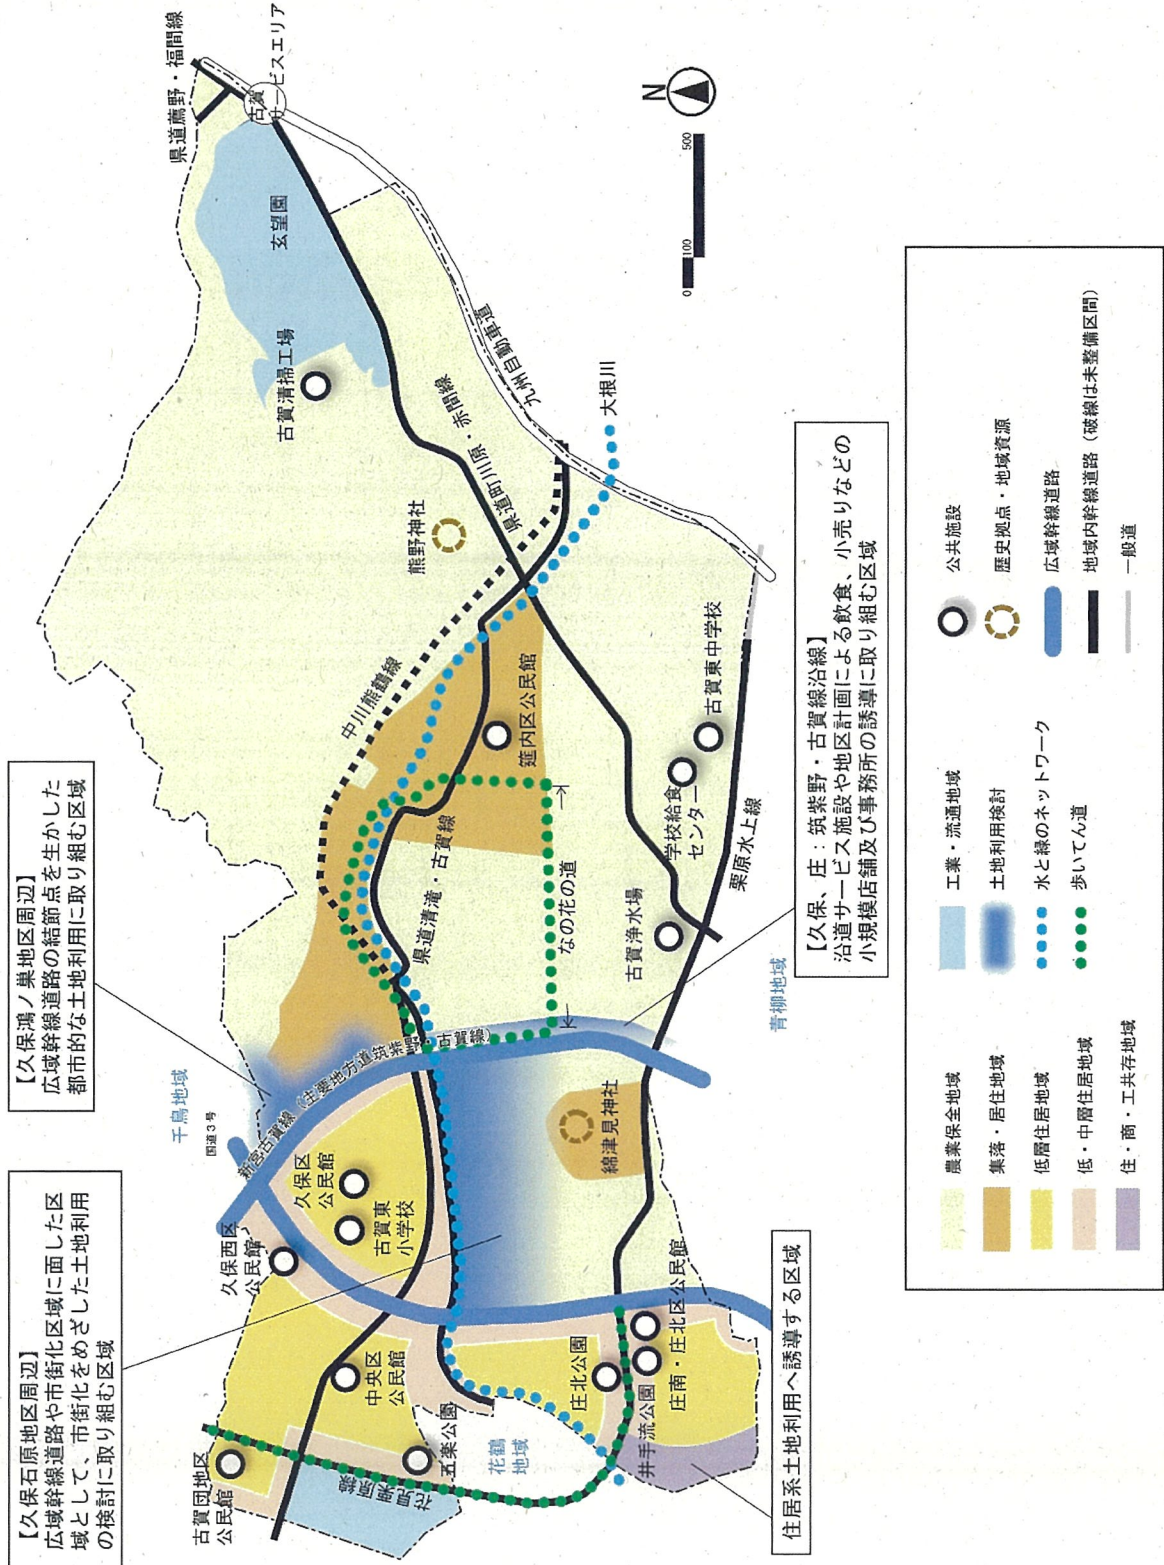 【久保石原地区周辺】
広域幹線道路や市街化区域に面した区
域として、市街化をめざした土地利用
の検討に取り組む区域
【久保鴻ノ巣地区周辺】
広域幹線道路の結節点を生かした
都市的な土地利用に取り組む区域
県道薦野・福間線
古賀
サービスエリア
玄望園
古賀清掃工場
熊野神社
県道町川原・赤間線
九州自動車道
大根川
中川熊鶴線
筵内区公民館
県道清滝・古賀線
なの花の道
古賀東中学校
学校給食
センター
古賀浄水場
栗原水上線
青柳地域
千鳥地域
国道3号
新宮古賀線（主要地方道筑紫野・古賀線）
久保区
公民館
古賀東
小学校
久保西区
公民館
綿津見神社
中央区
公民館
古賀団地区
公民館
五楽公園
花見栗原線
花鶴
地域
庄北公園
井手流公園
庄南・庄北区公民館
住居系土地利用へ誘導する区域
【久保、庄：筑紫野・古賀線沿線】
沿道サービス施設や地区計画による飲食、小売りなどの
小規模店舗及び事務所の誘導に取り組む区域
N
0
100
500
農業保全地域
集落・居住地域
低層住居地域
低・中層住居地域
住・商・工共存地域
工業・流通地域
土地利用検討
水と緑のネットワーク
歩いてん道
公共施設
歴史拠点・地域資源
広域幹線道路
地域内幹線道路（破線は未整備区間）
一般道